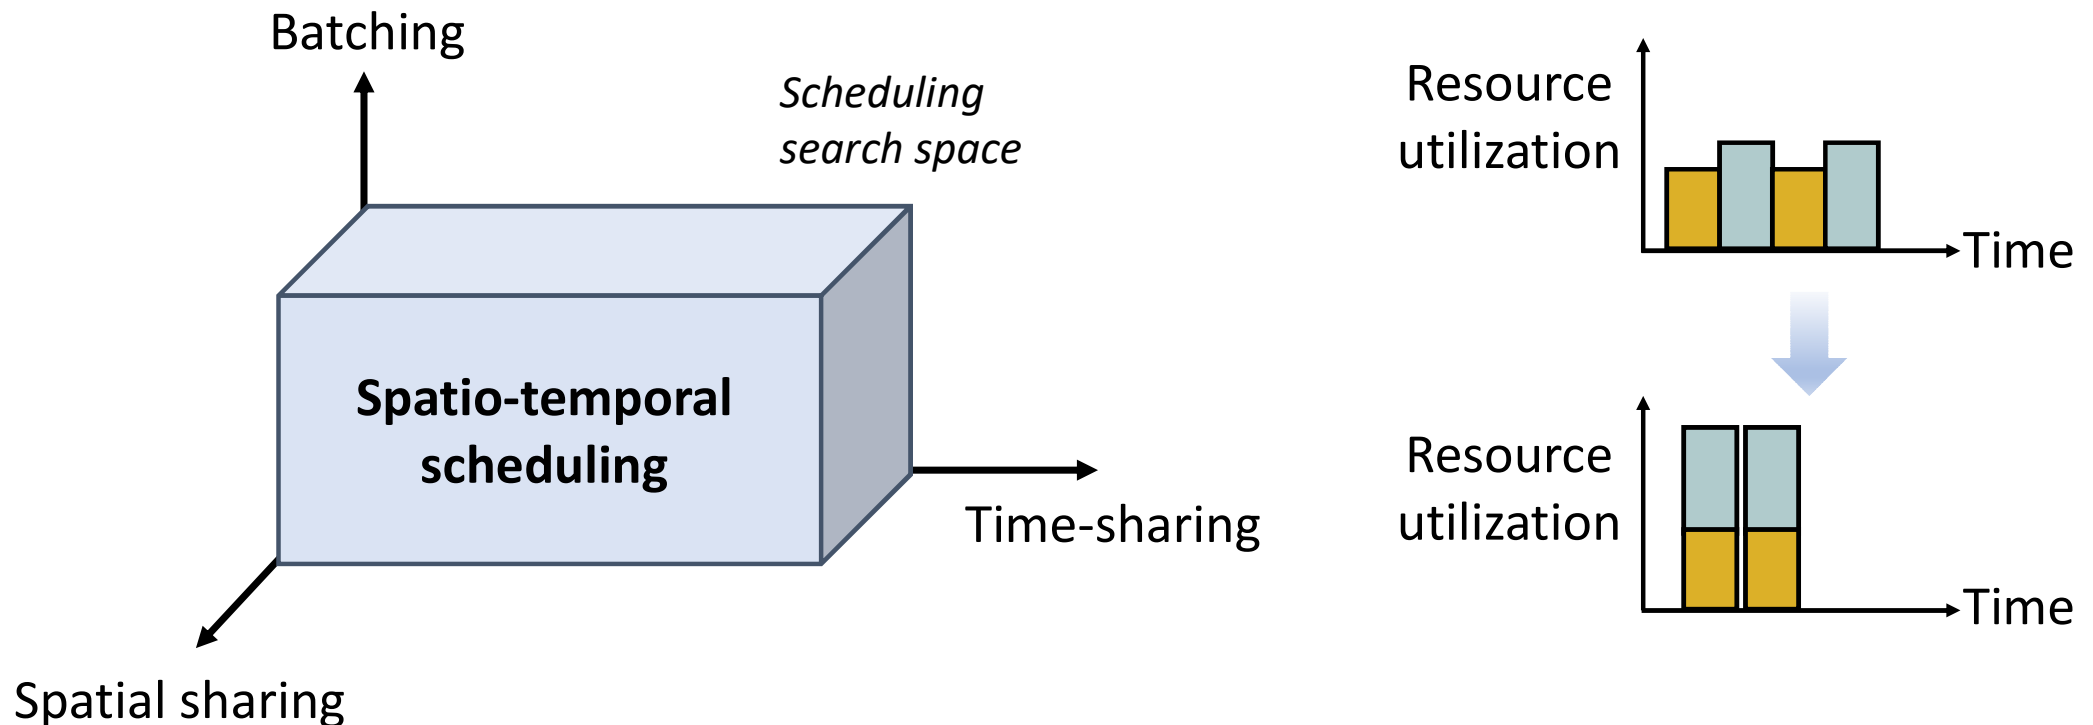 Batching
Scheduling
search space
Spatio-temporal
scheduling
Time-sharing
Spatial sharing
Resource
utilization
Time
Resource
utilization
Time